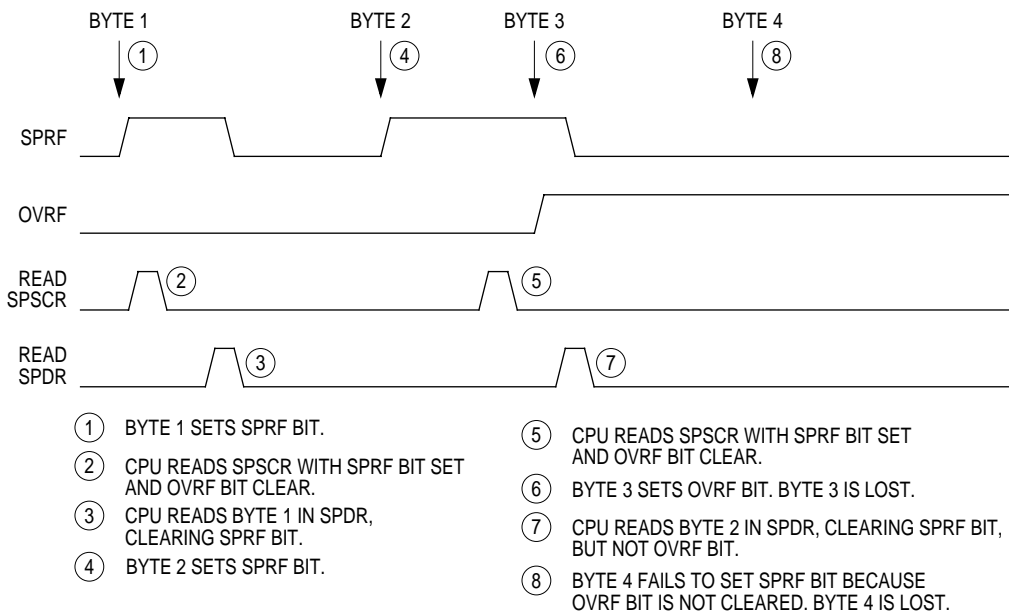 BYTE 1 BYTE 2 BYTE 3 BYTE 4
1 4 6 8
SPRF
OVRF
READ
SPSCR
2 5
READ
SPDR
3 7
1 BYTE 1 SETS SPRF BIT.
2 CPU READS SPSCR WITH SPRF BIT SET
AND OVRF BIT CLEAR.
3 CPU READS BYTE 1 IN SPDR,
CLEARING SPRF BIT.
4 BYTE 2 SETS SPRF BIT.
5 CPU READS SPSCR WITH SPRF BIT SET
AND OVRF BIT CLEAR.
6 BYTE 3 SETS OVRF BIT. BYTE 3 IS LOST.
7 CPU READS BYTE 2 IN SPDR, CLEARING SPRF BIT,
BUT NOT OVRF BIT.
8 BYTE 4 FAILS TO SET SPRF BIT BECAUSE
OVRF BIT IS NOT CLEARED. BYTE 4 IS LOST.